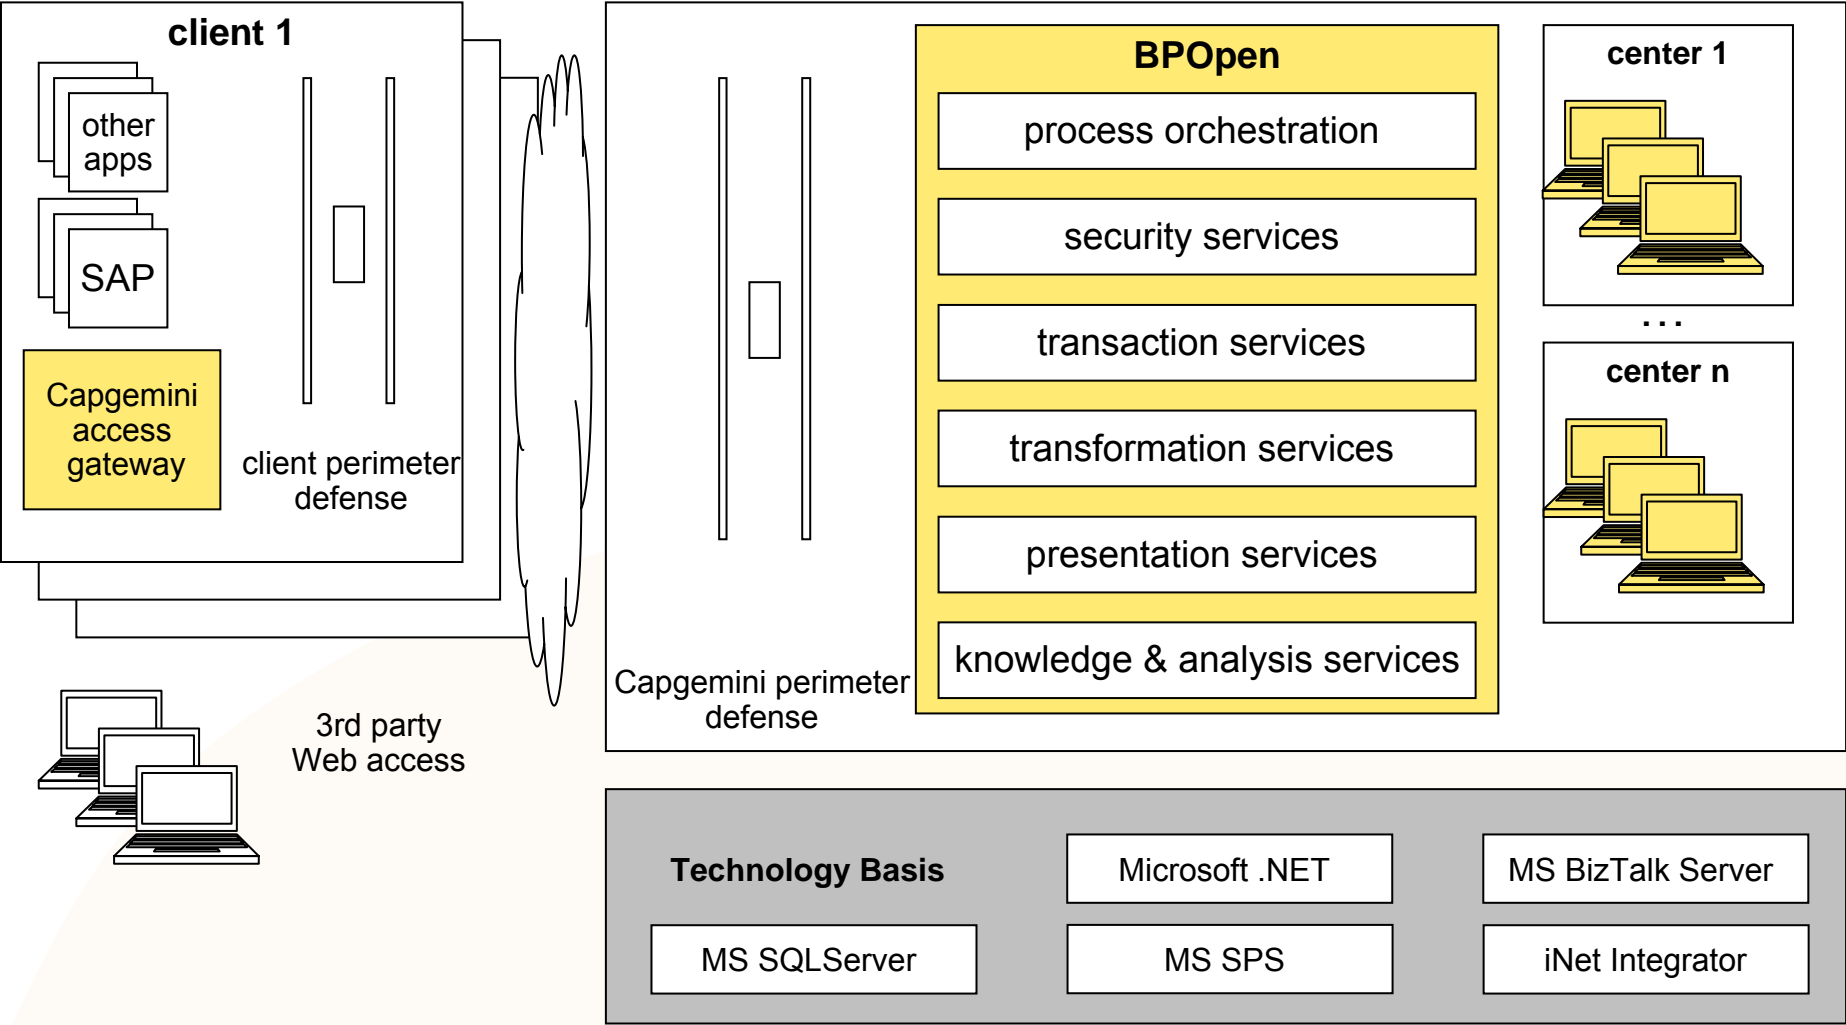 client 1
other
apps
SAP
Capgemini
access
gateway
client perimeter
defense
3rd party
Web access
Capgemini perimeter
defense
BPOpen
process orchestration
security services
transaction services
transformation services
presentation services
knowledge & analysis services
center 1
...
center n
Technology Basis
Microsoft .NET
MS BizTalk Server
MS SQLServer
MS SPS
iNet Integrator